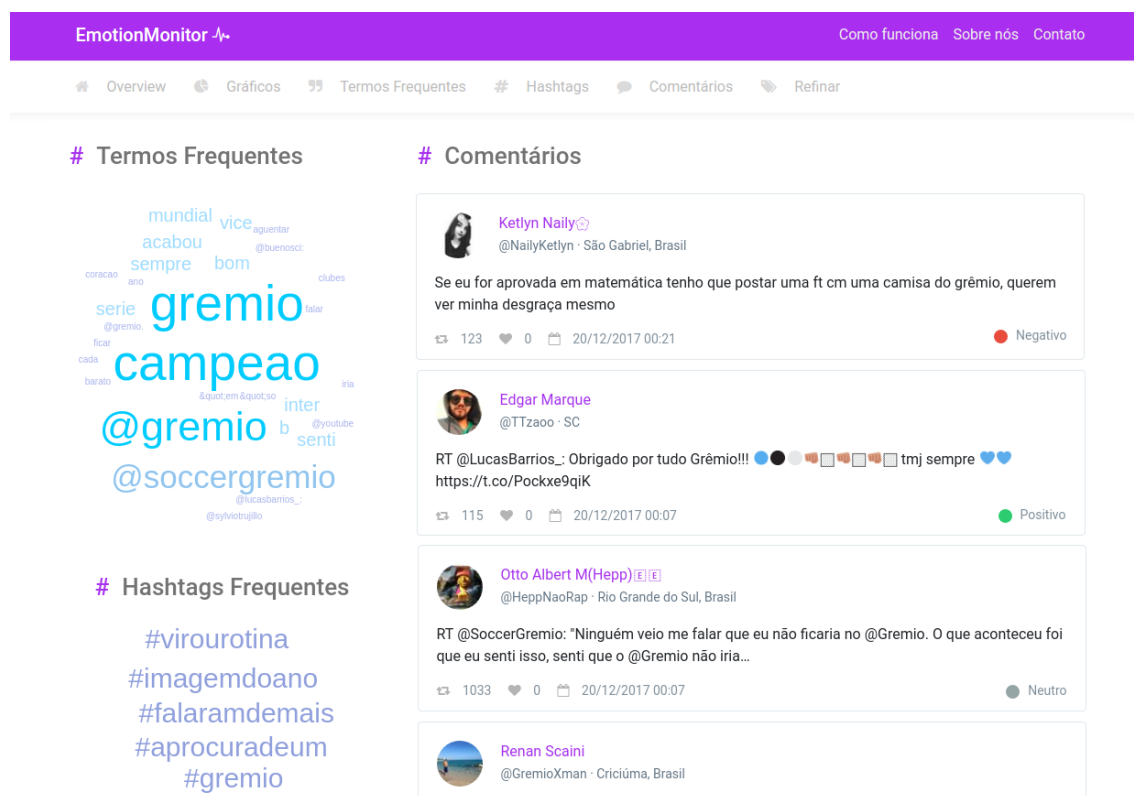 EmotionMonitor
Como funciona Sobre nós Contato
Overview Gráficos Termos Frequentes # Hashtags Comentários Refinar
# Termos Frequentes
mundial vice aguentar
acabou @buenosci:
sempre bom
coracao ano clubes
serie gremio falar
@gremio.
ficar
cada campeao
barato iria
&quot;em &quot;so
inter
@gremio b @youtube
senti
@soccergremio
@lucasbarrios_:
@sylviotrujillo
# Hashtags Frequentes
#virourotina
#imagemdoano
#falaramdemais
#aprocuradeum
#gremio
# Comentários
Ketlyn Naily
@NailyKetlyn · São Gabriel, Brasil
Se eu for aprovada em matemática tenho que postar uma ft cm uma camisa do grêmio, querem
ver minha desgraça mesmo
123 0 20/12/2017 00:21 Negativo
Edgar Marque
@TTzaoo · SC
RT @LucasBarrios_: Obrigado por tudo Grêmio!!! 🔵⚫⚪👊🏽👊🏽👊🏽 tmj sempre 💙💙
https://t.co/Pockxe9qiK
115 0 20/12/2017 00:07 Positivo
Otto Albert M(Hepp)🇪🇪
@HeppNaoRap · Rio Grande do Sul, Brasil
RT @SoccerGremio: "Ninguém veio me falar que eu não ficaria no @Gremio. O que aconteceu foi
que eu senti isso, senti que o @Gremio não iria…
1033 0 20/12/2017 00:07 Neutro
Renan Scaini
@GremioXman · Criciúma, Brasil